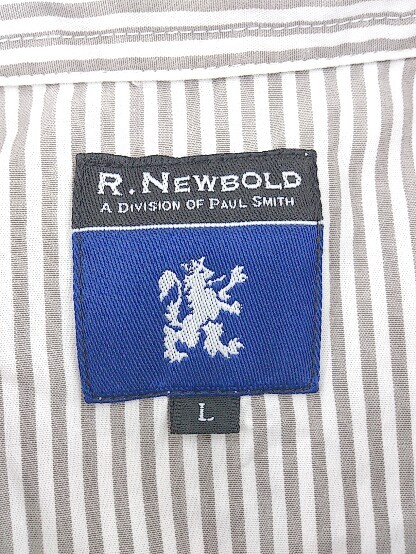 R. NEWBOLD
A DIVISION OF PAUL SMITH
L